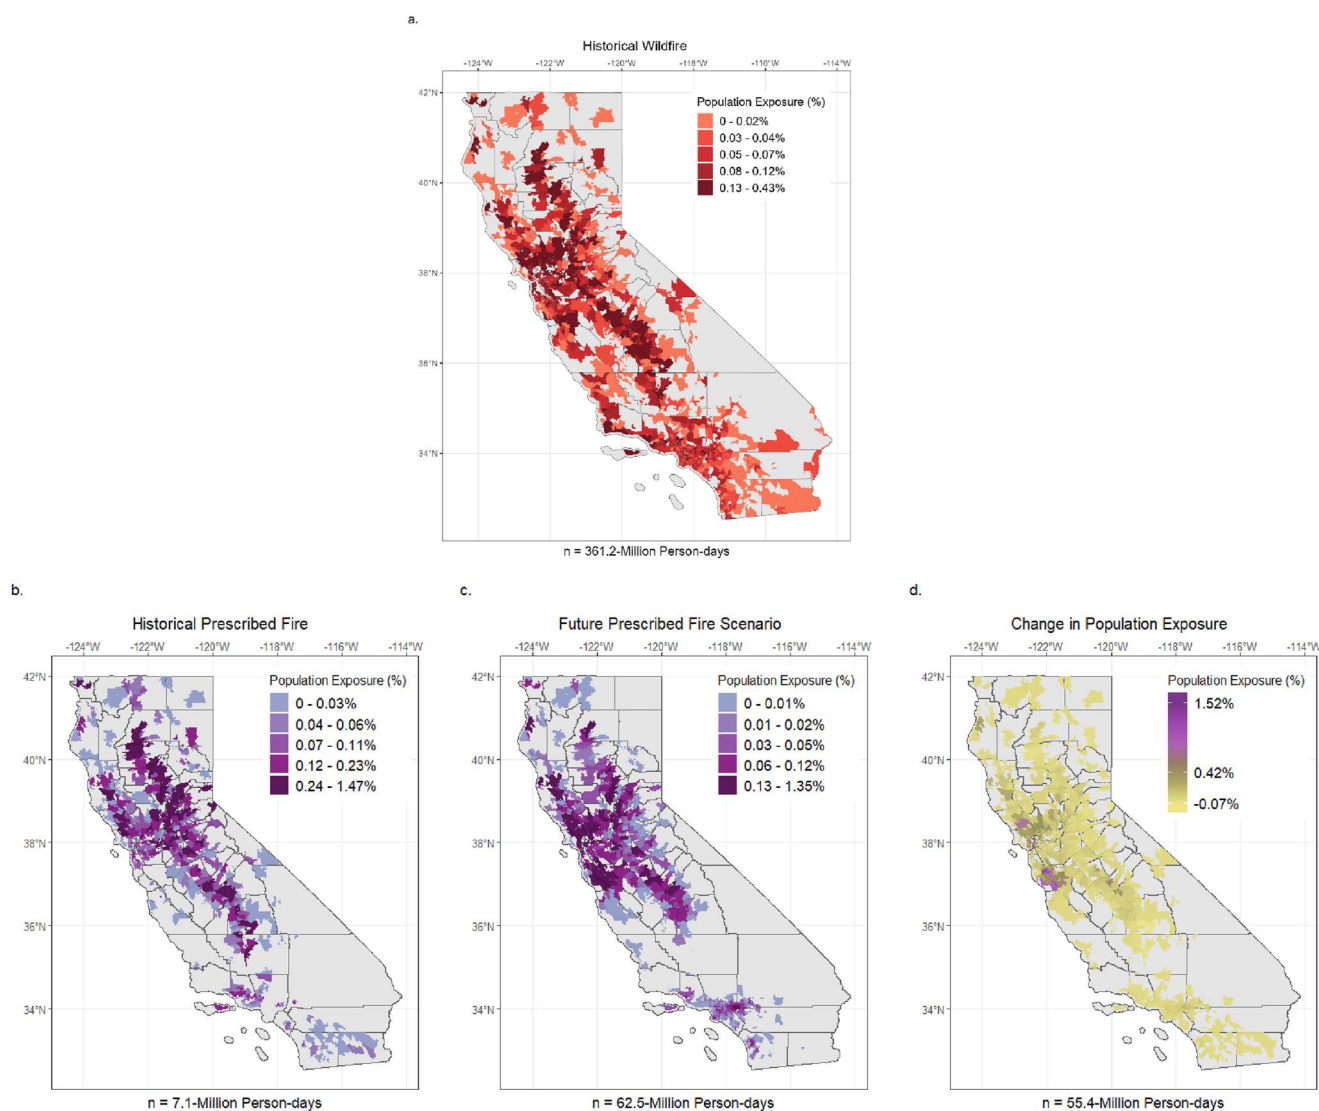 a.
Historical Wildfire
-124°W -122°W -120°W -118°W -116°W -114°W
42°N
40°N
38°N
36°N
34°N
Population Exposure (%)
0 - 0.02%
0.03 - 0.04%
0.05 - 0.07%
0.08 - 0.12%
0.13 - 0.43%
n = 361.2-Million Person-days
b.
Historical Prescribed Fire
-124°W -122°W -120°W -118°W -116°W -114°W
42°N
40°N
38°N
36°N
34°N
Population Exposure (%)
0 - 0.03%
0.04 - 0.06%
0.07 - 0.11%
0.12 - 0.23%
0.24 - 1.47%
n = 7.1-Million Person-days
c.
Future Prescribed Fire Scenario
-124°W -122°W -120°W -118°W -116°W -114°W
42°N
40°N
38°N
36°N
34°N
Population Exposure (%)
0 - 0.01%
0.01 - 0.02%
0.03 - 0.05%
0.06 - 0.12%
0.13 - 1.35%
n = 62.5-Million Person-days
d.
Change in Population Exposure
-124°W -122°W -120°W -118°W -116°W -114°W
42°N
40°N
38°N
36°N
34°N
Population Exposure (%)
1.52%
0.42%
-0.07%
n = 55.4-Million Person-days